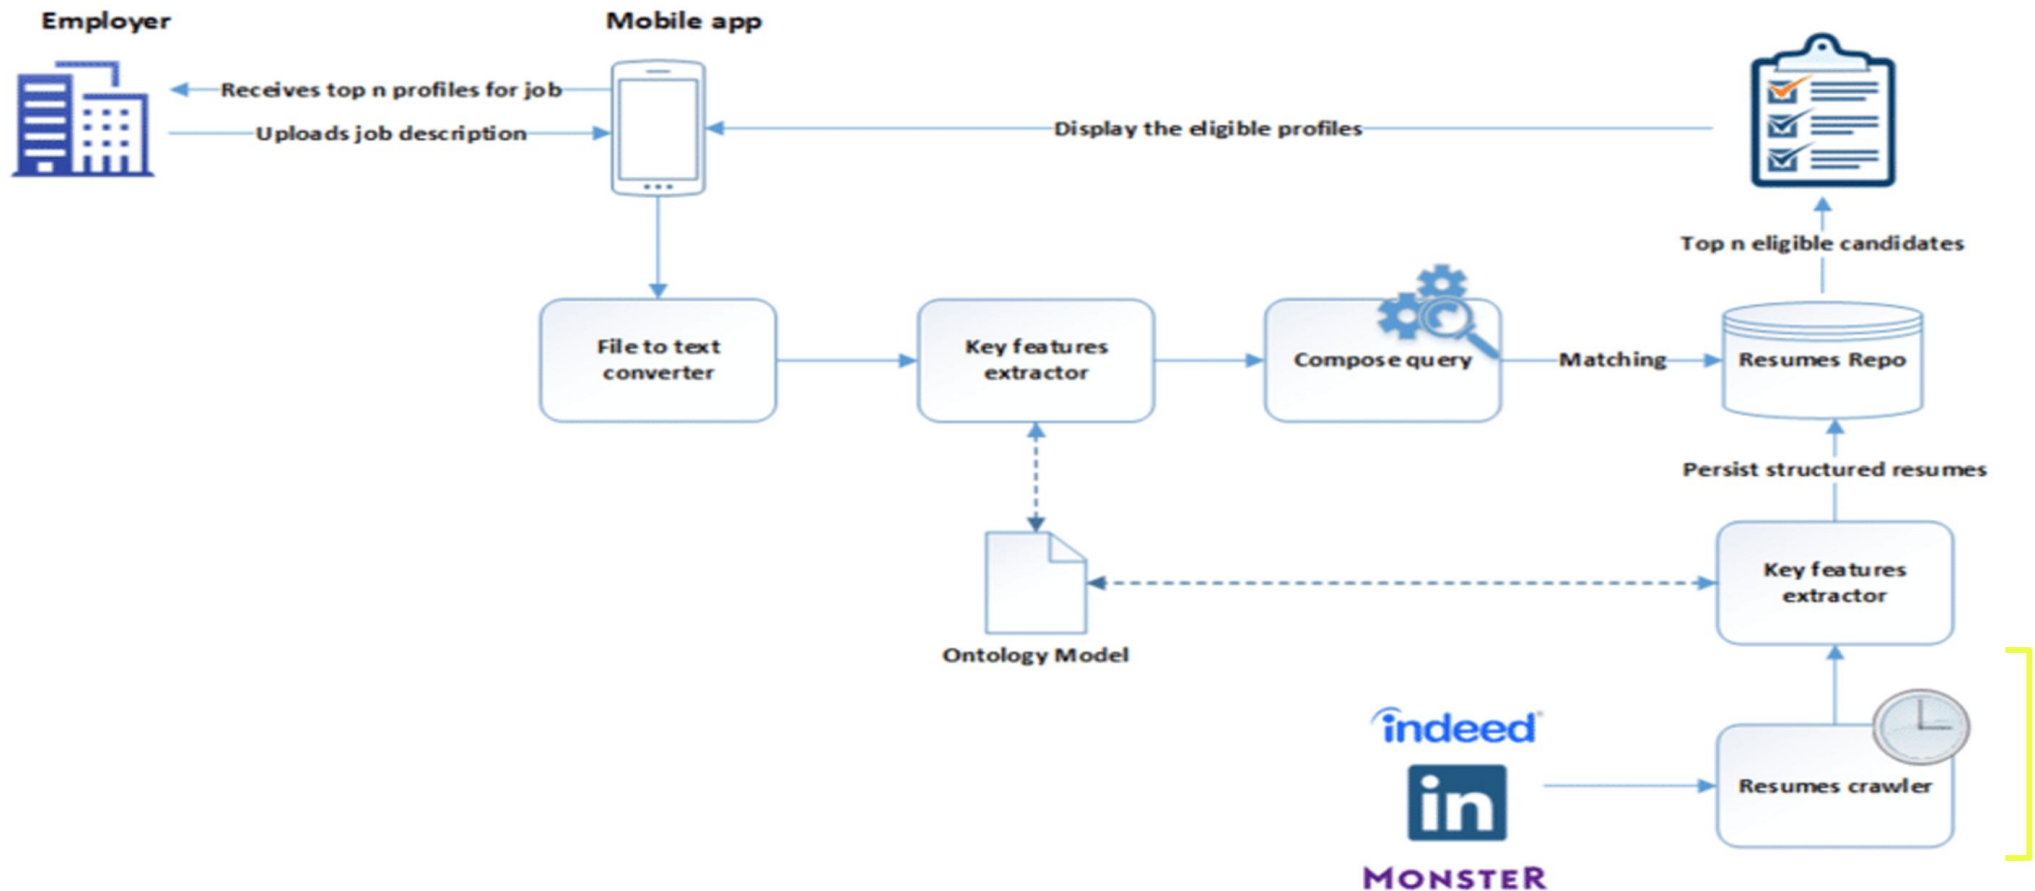 Employer
Mobile app
Receives top n profiles for job
Uploads job description
Display the eligible profiles
Top n eligible candidates
File to text
converter
Key features
extractor
Compose query
Matching
Resumes Repo
Persist structured resumes
Key features
extractor
Ontology Model
indeed
in
MONSTER
Resumes crawler